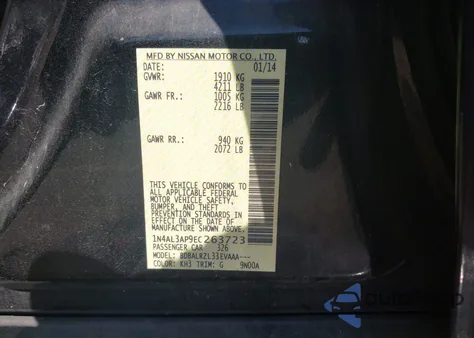 MFD BY NISSAN MOTOR CO., LTD.
DATE: 01/14
GVWR: 1910 KG
4211 LB
GAWR FR.: 1005 KG
2216 LB
GAWR RR.: 940 KG
2072 LB
THIS VEHICLE CONFORMS TO
ALL APPLICABLE FEDERAL
MOTOR VEHICLE SAFETY,
BUMPER, AND THEFT
PREVENTION STANDARDS IN
EFFECT ON THE DATE OF
MANUFACTURE SHOWN ABOVE.
1N4AL3AP9EC263723
PASSENGER CAR 326
MODEL: BDBALRZL33EVAAA---
COLOR: KH3 TRIM: G 9N00A